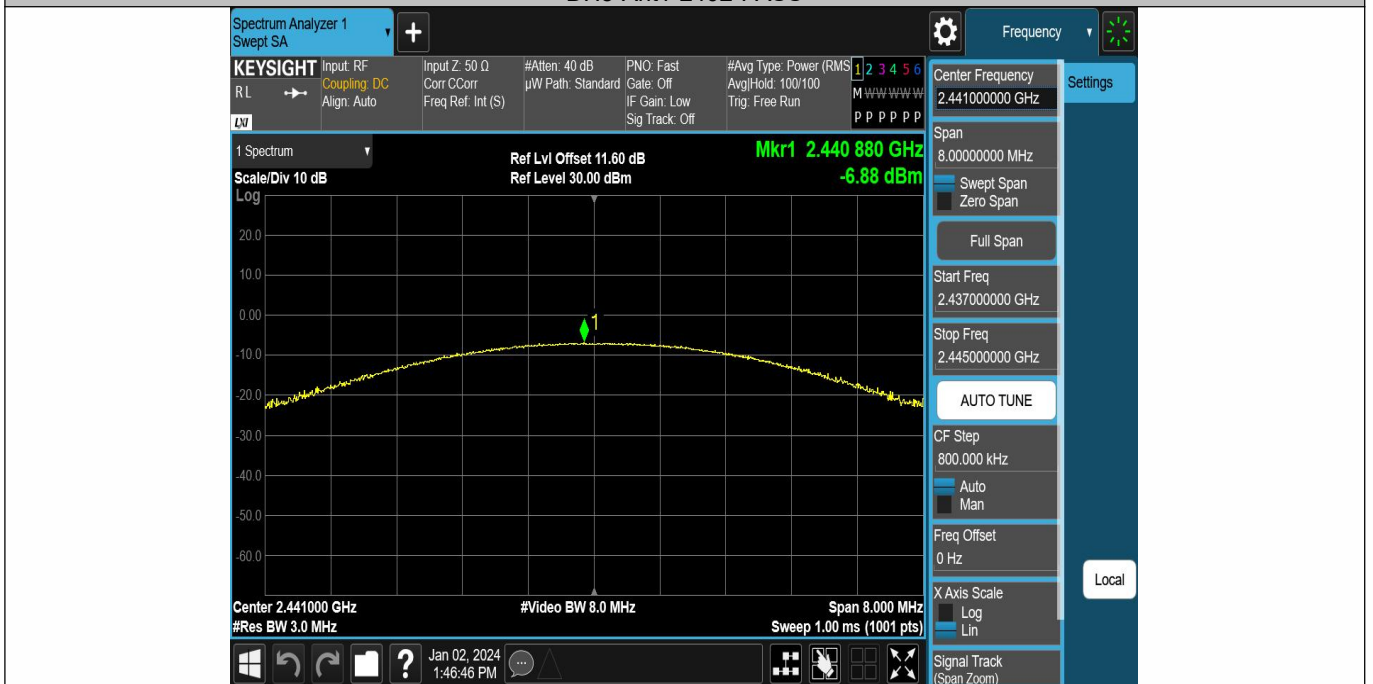 Spectrum Analyzer 1
Swept SA
+
Frequency
KEYSIGHT
RL
LXI
Input: RF
Coupling: DC
Align: Auto
Input Z: 50 Ω
Corr CCorr
Freq Ref: Int (S)
#Atten: 40 dB
µW Path: Standard
PNO: Fast
Gate: Off
IF Gain: Low
Sig Track: Off
#Avg Type: Power (RMS
Avg|Hold: 100/100
Trig: Free Run
1 2 3 4 5 6
M W W W W W
P P P P P P
1 Spectrum
Scale/Div 10 dB
Log
Ref Lvl Offset 11.60 dB
Ref Level 30.00 dBm
Mkr1 2.440 880 GHz
-6.88 dBm
20.0
10.0
0.00
-10.0
-20.0
-30.0
-40.0
-50.0
-60.0
1
Center 2.441000 GHz
#Res BW 3.0 MHz
#Video BW 8.0 MHz
Span 8.000 MHz
Sweep 1.00 ms (1001 pts)
Center Frequency
2.441000000 GHz
Settings
Span
8.00000000 MHz
Swept Span
Zero Span
Full Span
Start Freq
2.437000000 GHz
Stop Freq
2.445000000 GHz
AUTO TUNE
CF Step
800.000 kHz
Auto
Man
Freq Offset
0 Hz
X Axis Scale
Log
Lin
Local
Signal Track
(Span Zoom)
?
Jan 02, 2024
1:46:46 PM